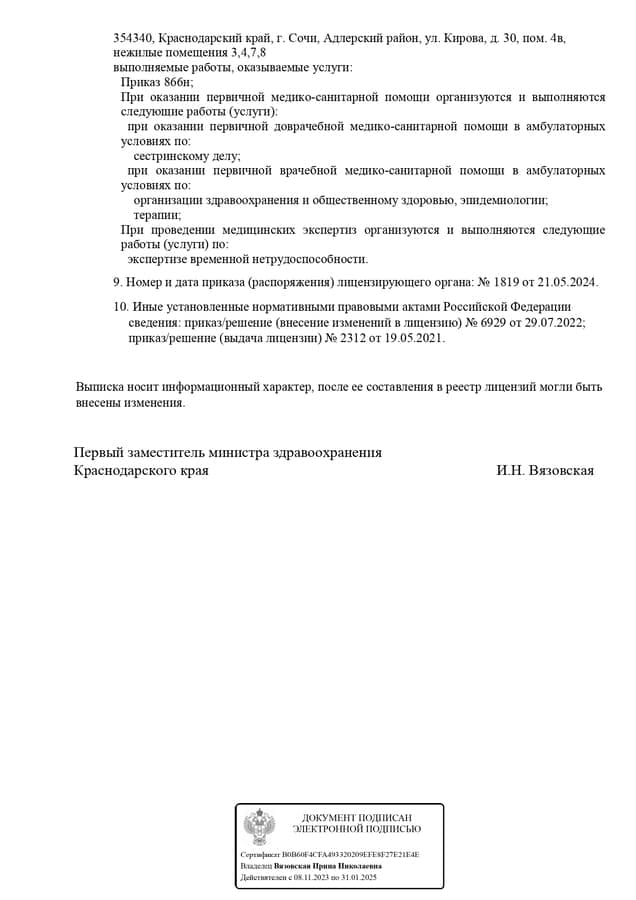 354340, Краснодарский край, г. Сочи, Адлерский район, ул. Кирова, д. 30, пом. 4в,
нежилые помещения 3,4,7,8
выполняемые работы, оказываемые услуги:
Приказ 866н;
При оказании первичной медико-санитарной помощи организуются и выполняются
следующие работы (услуги):
при оказании первичной доврачебной медико-санитарной помощи в амбулаторных
условиях по:
сестринскому делу;
при оказании первичной врачебной медико-санитарной помощи в амбулаторных
условиях по:
организации здравоохранения и общественному здоровью, эпидемиологии;
терапии;
При проведении медицинских экспертиз организуются и выполняются следующие
работы (услуги) по:
экспертизе временной нетрудоспособности.
9. Номер и дата приказа (распоряжения) лицензирующего органа: № 1819 от 21.05.2024.
10. Иные установленные нормативными правовыми актами Российской Федерации
сведения: приказ/решение (внесение изменений в лицензию) № 6929 от 29.07.2022;
приказ/решение (выдача лицензии) № 2312 от 19.05.2021.
Выписка носит информационный характер, после ее составления в реестр лицензий могли быть
внесены изменения.
Первый заместитель министра здравоохранения
Краснодарского края И.Н. Вязовская
ДОКУМЕНТ ПОДПИСАН
ЭЛЕКТРОННОЙ ПОДПИСЬЮ
Сертификат B0B60F4CFA493320209EFE8F27E21E4E
Владелец Вязовская Ирина Николаевна
Действителен с 08.11.2023 по 31.01.2025